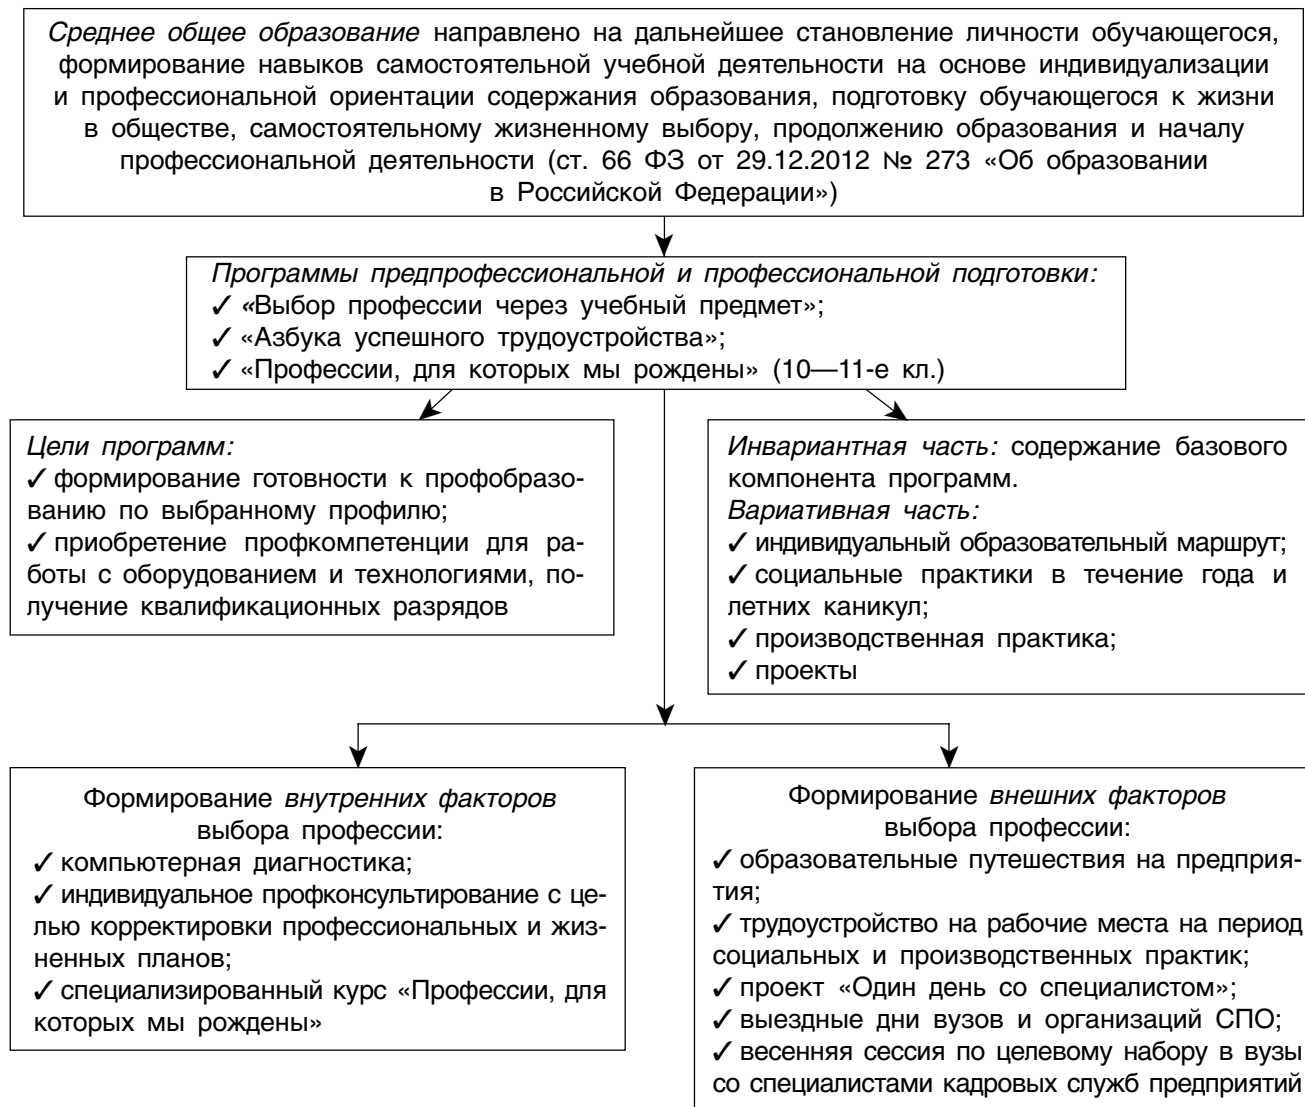 Среднее общее образование направлено на дальнейшее становление личности обучающегося,
формирование навыков самостоятельной учебной деятельности на основе индивидуализации
и профессиональной ориентации содержания образования, подготовку обучающегося к жизни
в обществе, самостоятельному жизненному выбору, продолжению образования и началу
профессиональной деятельности (ст. 66 ФЗ от 29.12.2012 № 273 «Об образовании
в Российской Федерации»)
Программы предпрофессиональной и профессиональной подготовки:
✓ «Выбор профессии через учебный предмет»;
✓ «Азбука успешного трудоустройства»;
✓ «Профессии, для которых мы рождены» (10—11-е кл.)
Цели программ:
✓ формирование готовности к профобразо-
ванию по выбранному профилю;
✓ приобретение профкомпетенции для ра-
боты с оборудованием и технологиями, по-
лучение квалификационных разрядов
Инвариантная часть: содержание базового
компонента программ.
Вариативная часть:
✓ индивидуальный образовательный маршрут;
✓ социальные практики в течение года и
летних каникул;
✓ производственная практика;
✓ проекты
Формирование внутренних факторов
выбора профессии:
✓ компьютерная диагностика;
✓ индивидуальное профконсультирование с це-
лью корректировки профессиональных и жиз-
ненных планов;
✓ специализированный курс «Профессии, для
которых мы рождены»
Формирование внешних факторов
выбора профессии:
✓ образовательные путешествия на предприя-
тия;
✓ трудоустройство на рабочие места на период
социальных и производственных практик;
✓ проект «Один день со специалистом»;
✓ выездные дни вузов и организаций СПО;
✓ весенняя сессия по целевому набору в вузы
со специалистами кадровых служб предприятий